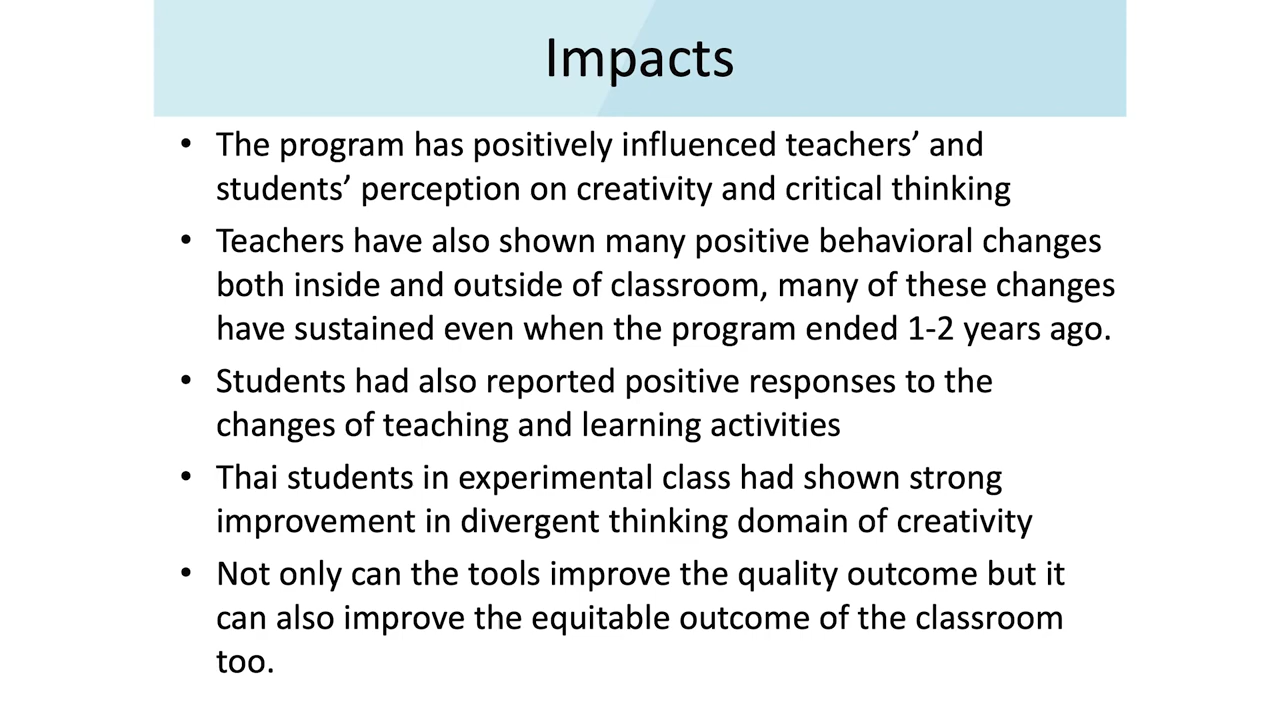 Impacts
• The program has positively influenced teachers’ and
students’ perception on creativity and critical thinking
• Teachers have also shown many positive behavioral changes
both inside and outside of classroom, many of these changes
have sustained even when the program ended 1-2 years ago.
• Students had also reported positive responses to the
changes of teaching and learning activities
• Thai students in experimental class had shown strong
improvement in divergent thinking domain of creativity
• Not only can the tools improve the quality outcome but it
can also improve the equitable outcome of the classroom
too.